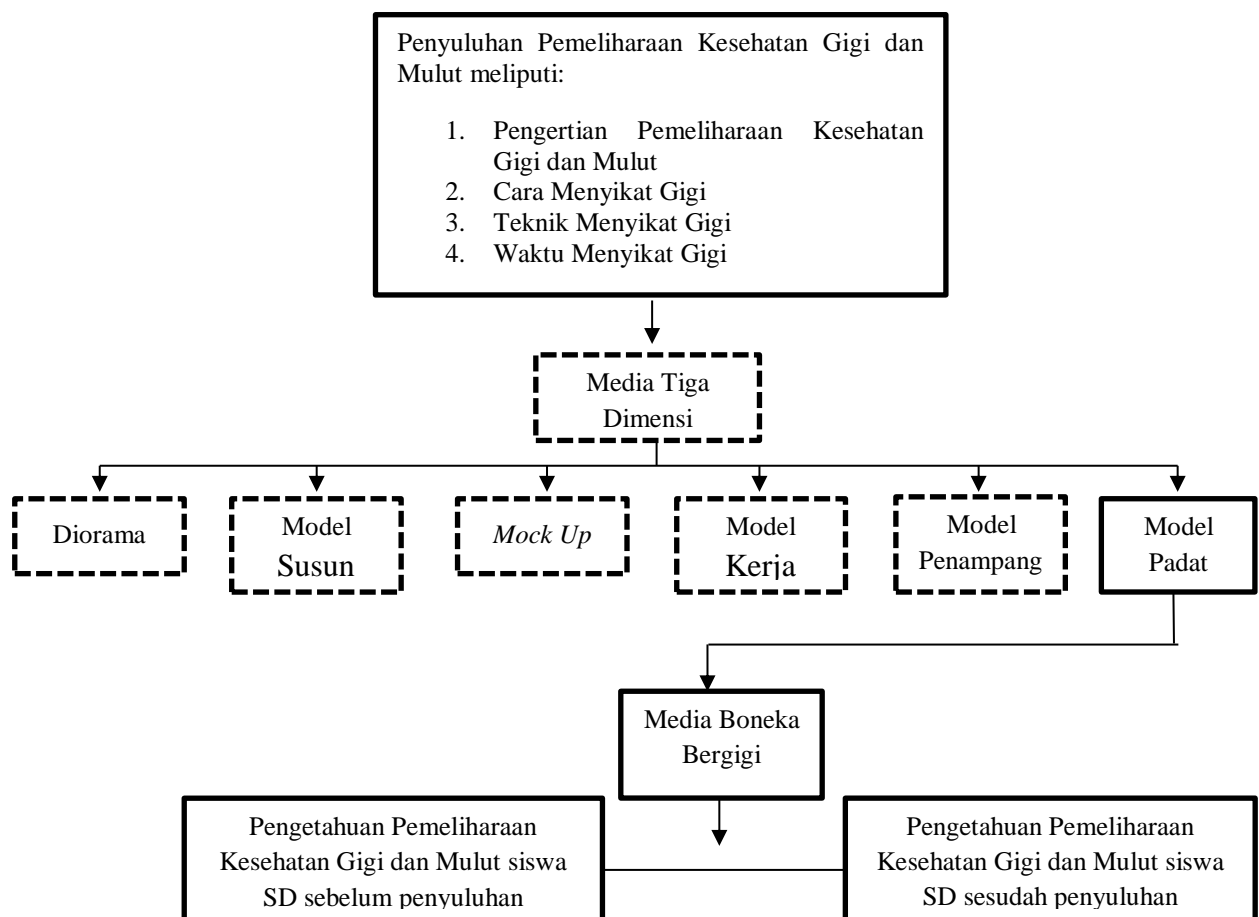 Penyuluhan Pemeliharaan Kesehatan Gigi dan
Mulut meliputi:
1. Pengertian Pemeliharaan Kesehatan
Gigi dan Mulut
2. Cara Menyikat Gigi
3. Teknik Menyikat Gigi
4. Waktu Menyikat Gigi
Media Tiga
Dimensi
Diorama
Model
Susun
Mock Up
Model
Kerja
Model
Penampang
Model
Padat
Media Boneka
Bergigi
Pengetahuan Pemeliharaan
Kesehatan Gigi dan Mulut siswa
SD sebelum penyuluhan
Pengetahuan Pemeliharaan
Kesehatan Gigi dan Mulut siswa
SD sesudah penyuluhan